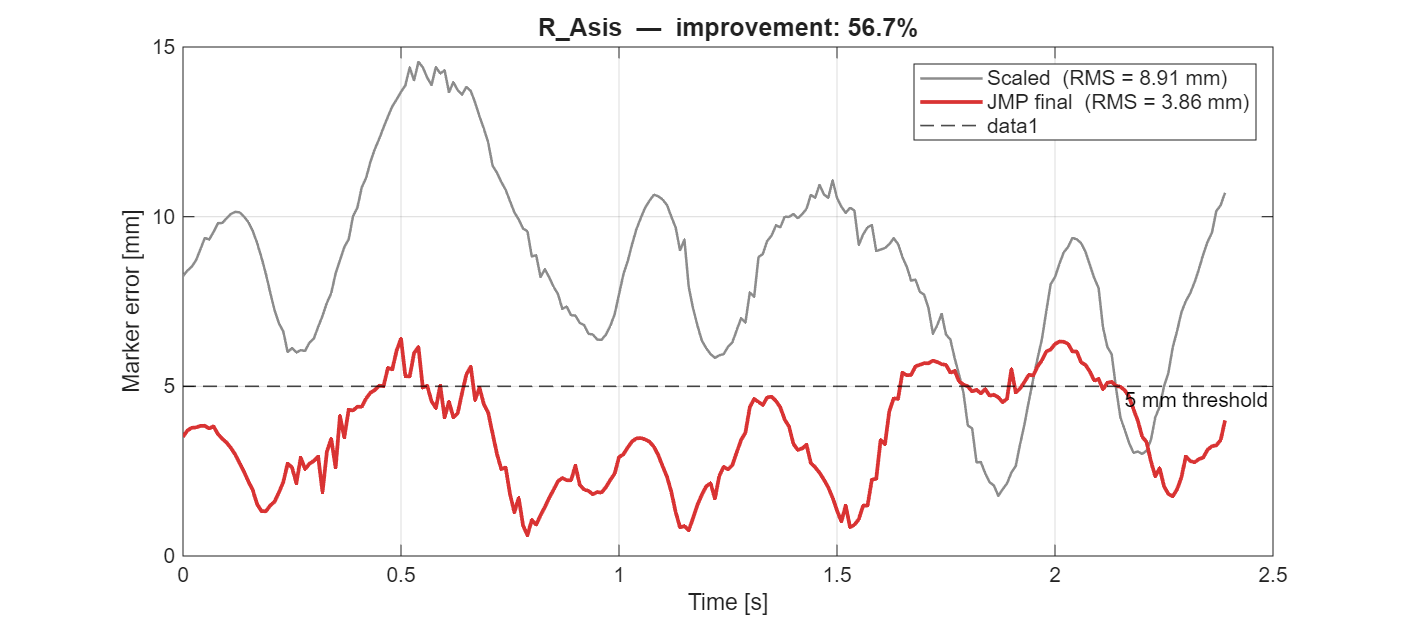 R_Asis — improvement: 56.7%
15
10
5
0
Marker error [mm]
Scaled (RMS = 8.91 mm)
JMP final (RMS = 3.86 mm)
data1
5 mm threshold
0 0.5 1 1.5 2 2.5
Time [s]